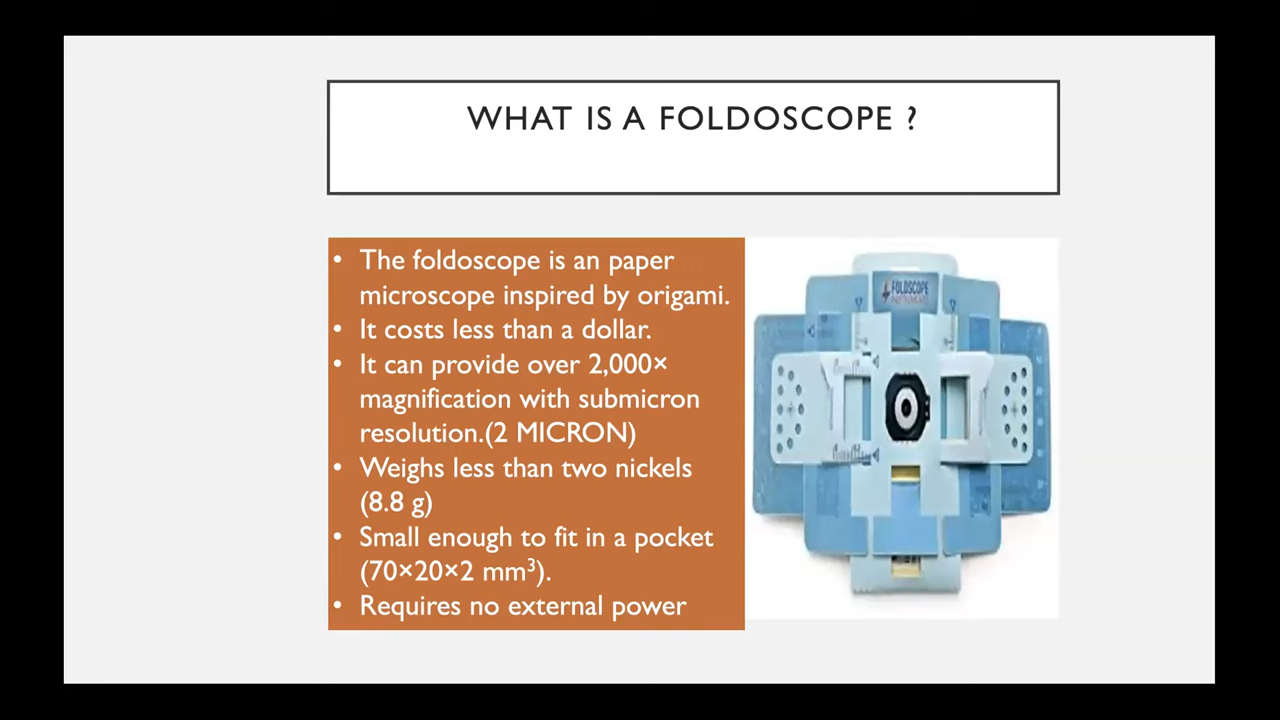 WHAT IS A FOLDOSCOPE ?
• The foldoscope is an paper
microscope inspired by origami.
• It costs less than a dollar.
• It can provide over 2,000×
magnification with submicron
resolution.(2 MICRON)
• Weighs less than two nickels
(8.8 g)
• Small enough to fit in a pocket
(70×20×2 mm³).
• Requires no external power
FOLDSCOPE